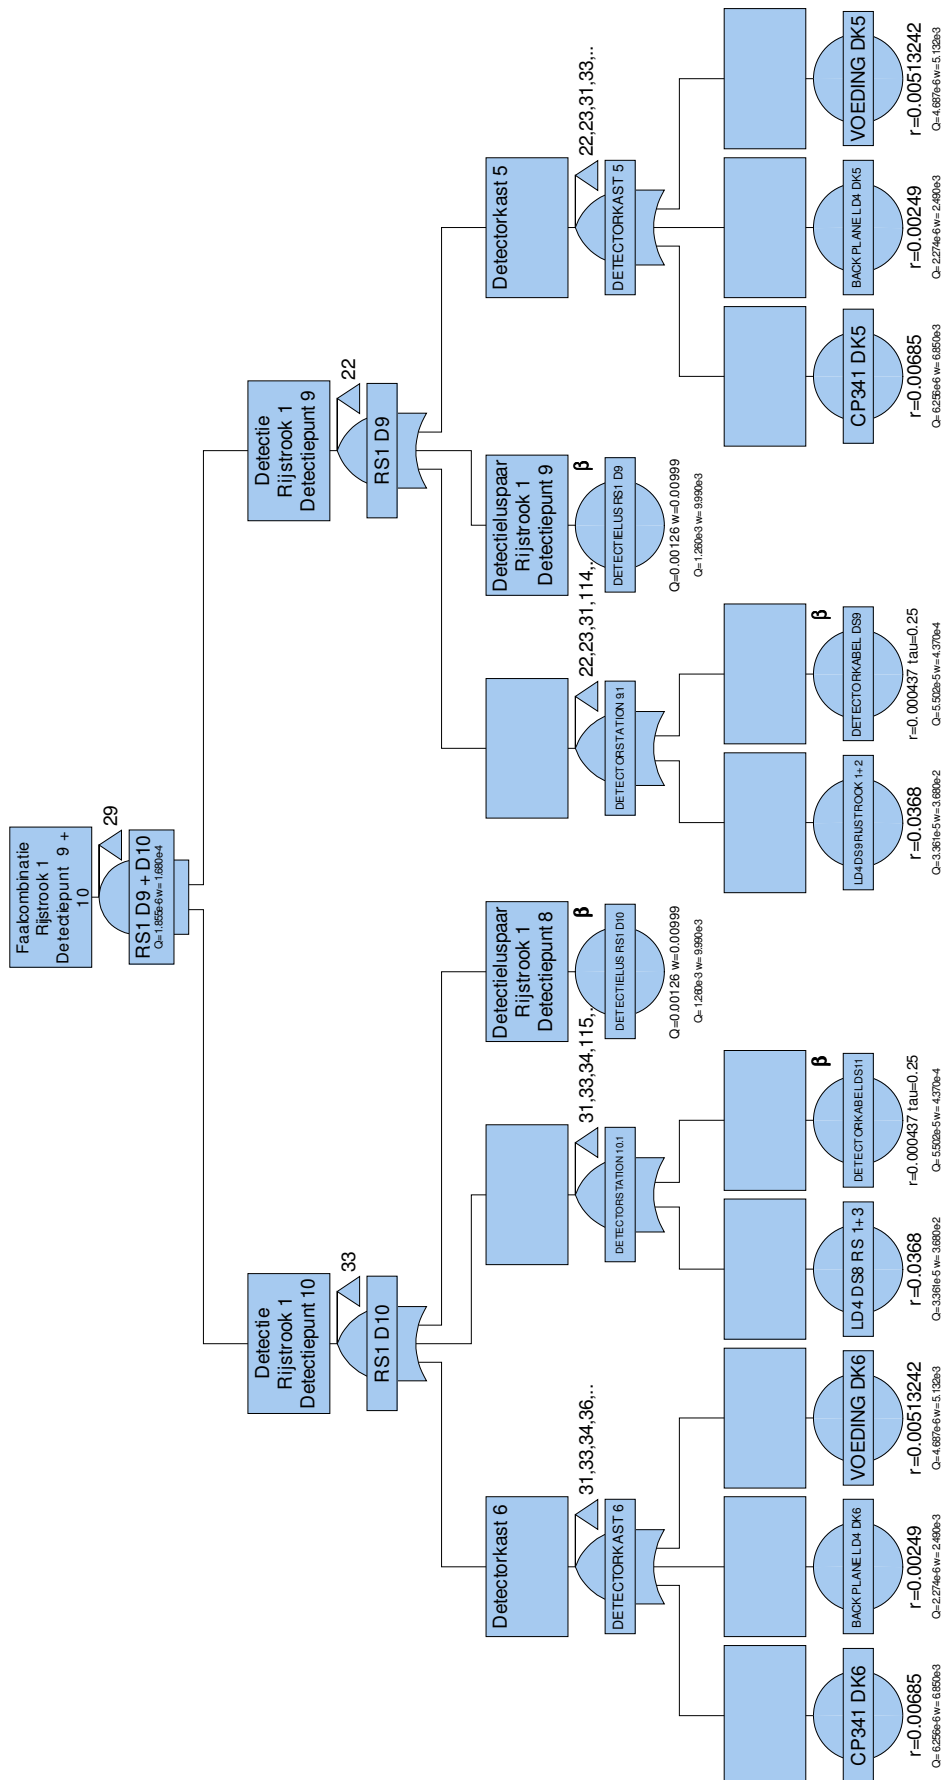 Faalcombinatie
Rijstrook 1
Detectiepunt 9 +
10
29
RS1 D9 + D10
Q=1.855e-6 w=1.680e-4
Detectie
Rijstrook 1
Detectiepunt 10
33
RS1 D10
Detectie
Rijstrook 1
Detectiepunt 9
22
RS1 D9
Detectorkast 6
31,33,34,36,..
DETECTORKAST 6
31,33,34,115,..
DETECTORSTATION 10.1
Detectieluspaar
Rijstrook 1
Detectiepunt 8
β
DETECTIELUS RS1 D10
Q=0.00126 w=0.00999
Q=1.260e-3 w=9.990e-3
22,23,31,114,..
DETECTORSTATION 9.1
Detectieluspaar
Rijstrook 1
Detectiepunt 9
β
DETECTIELUS RS1 D9
Q=0.00126 w=0.00999
Q=1.260e-3 w=9.990e-3
Detectorkast 5
22,23,31,33,..
DETECTORKAST 5
CP341 DK6
r=0.00685
Q=6.256e-6 w=6.850e-3
BACK PLANE LD4 DK6
r=0.00249
Q=2.274e-6 w=2.490e-3
VOEDING DK6
r=0.00513242
Q=4.687e-6 w=5.132e-3
LD4 DS8 RS 1+3
r=0.0368
Q=3.361e-5 w=3.680e-2
β
DETECTORKABEL DS11
r=0.000437 tau=0.25
Q=5.502e-5 w=4.370e-4
LD4 DS9 RIJSTROOK 1+2
r=0.0368
Q=3.361e-5 w=3.680e-2
β
DETECTORKABEL DS9
r=0.000437 tau=0.25
Q=5.502e-5 w=4.370e-4
CP341 DK5
r=0.00685
Q=6.256e-6 w=6.850e-3
BACK PLANE LD4 DK5
r=0.00249
Q=2.274e-6 w=2.490e-3
VOEDING DK5
r=0.00513242
Q=4.687e-6 w=5.132e-3